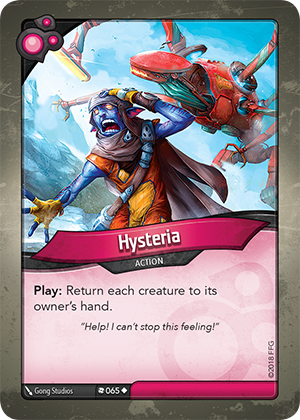 Hysteria
ACTION
Play: Return each creature to its
owner's hand.
"Help! I can't stop this feeling!"
Gong Studios
065
©2018 FFG